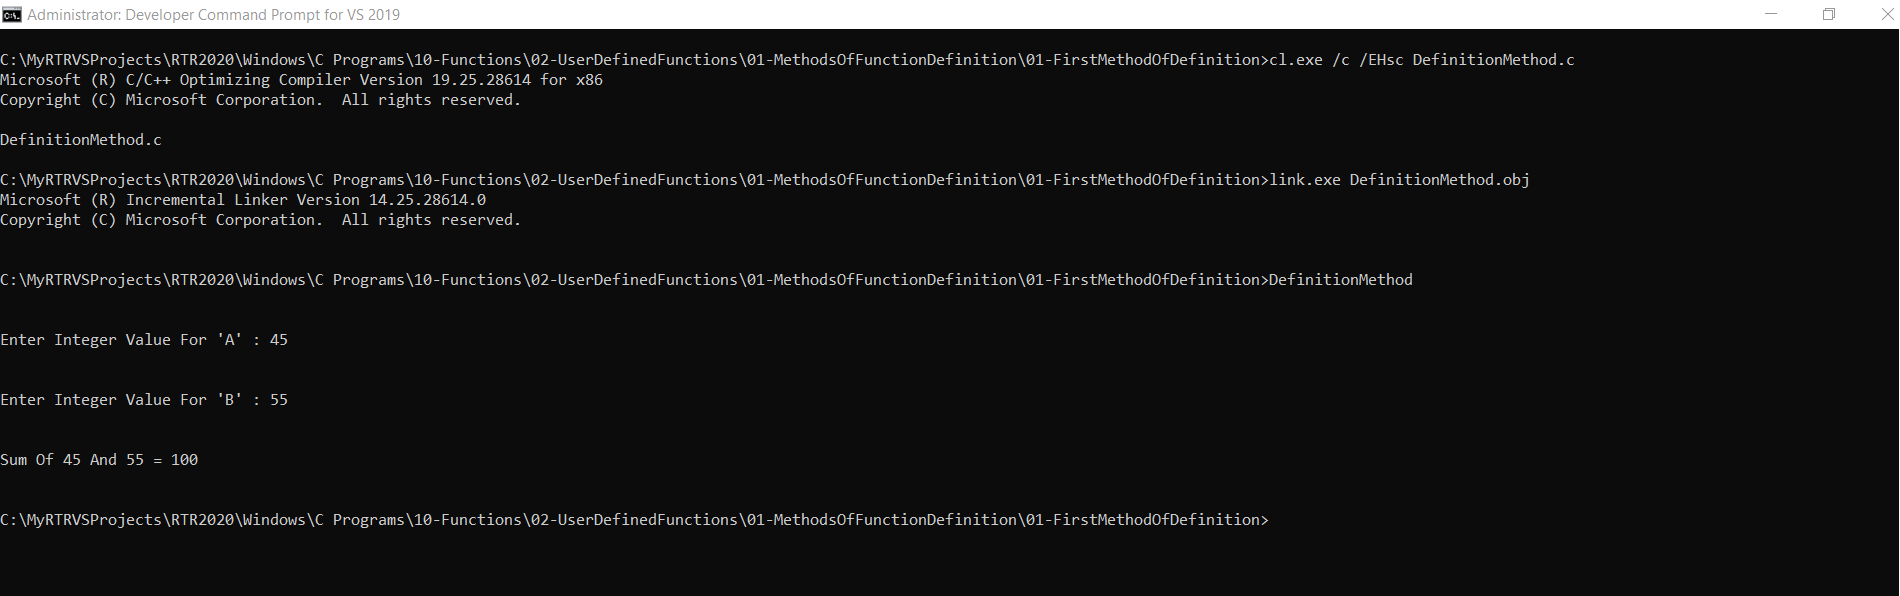 Administrator: Developer Command Prompt for VS 2019
C:\MyRTRVSProjects\RTR2020\Windows\C Programs\10-Functions\02-UserDefinedFunctions\01-MethodsOfFunctionDefinition\01-FirstMethodOfDefinition>cl.exe /c /EHsc DefinitionMethod.c
Microsoft (R) C/C++ Optimizing Compiler Version 19.25.28614 for x86
Copyright (C) Microsoft Corporation.  All rights reserved.
DefinitionMethod.c
C:\MyRTRVSProjects\RTR2020\Windows\C Programs\10-Functions\02-UserDefinedFunctions\01-MethodsOfFunctionDefinition\01-FirstMethodOfDefinition>link.exe DefinitionMethod.obj
Microsoft (R) Incremental Linker Version 14.25.28614.0
Copyright (C) Microsoft Corporation.  All rights reserved.
C:\MyRTRVSProjects\RTR2020\Windows\C Programs\10-Functions\02-UserDefinedFunctions\01-MethodsOfFunctionDefinition\01-FirstMethodOfDefinition>DefinitionMethod
Enter Integer Value For 'A' : 45
Enter Integer Value For 'B' : 55
Sum Of 45 And 55 = 100
C:\MyRTRVSProjects\RTR2020\Windows\C Programs\10-Functions\02-UserDefinedFunctions\01-MethodsOfFunctionDefinition\01-FirstMethodOfDefinition>